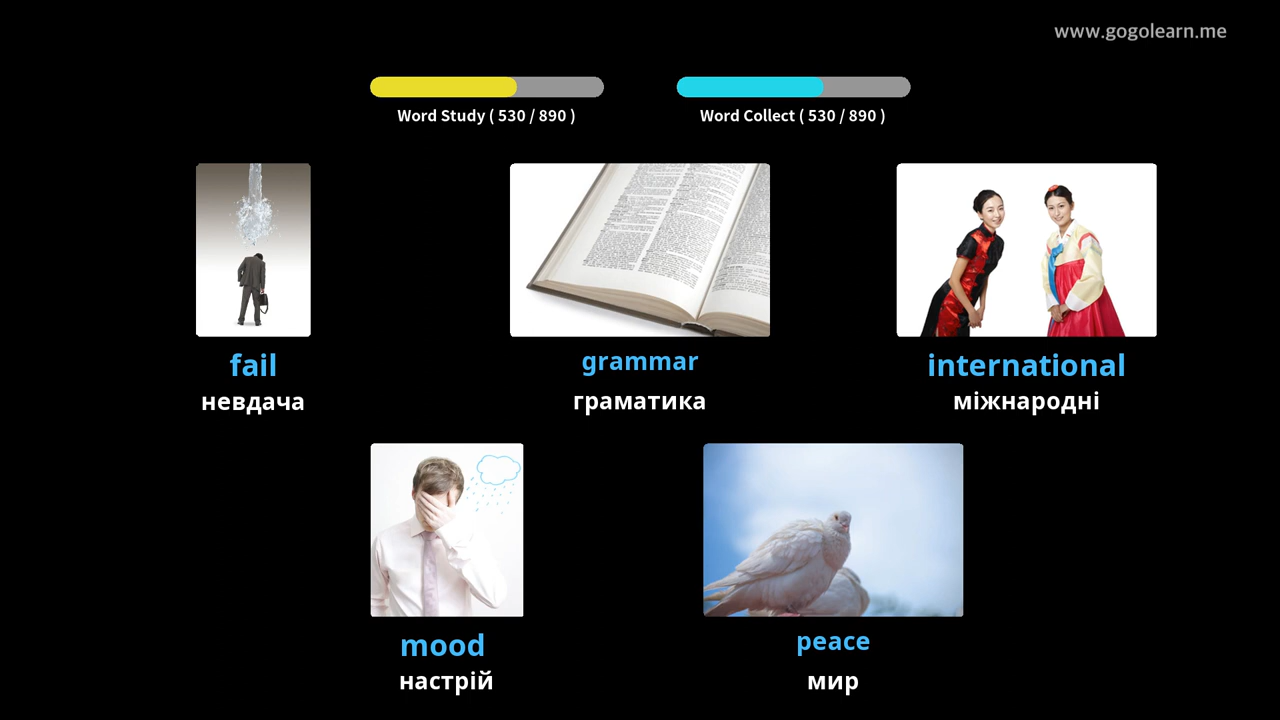 www.gogolearn.me
Word Study ( 530 / 890 )
Word Collect ( 530 / 890 )
fail
невдача
grammar
граматика
international
міжнародні
mood
настрій
peace
мир